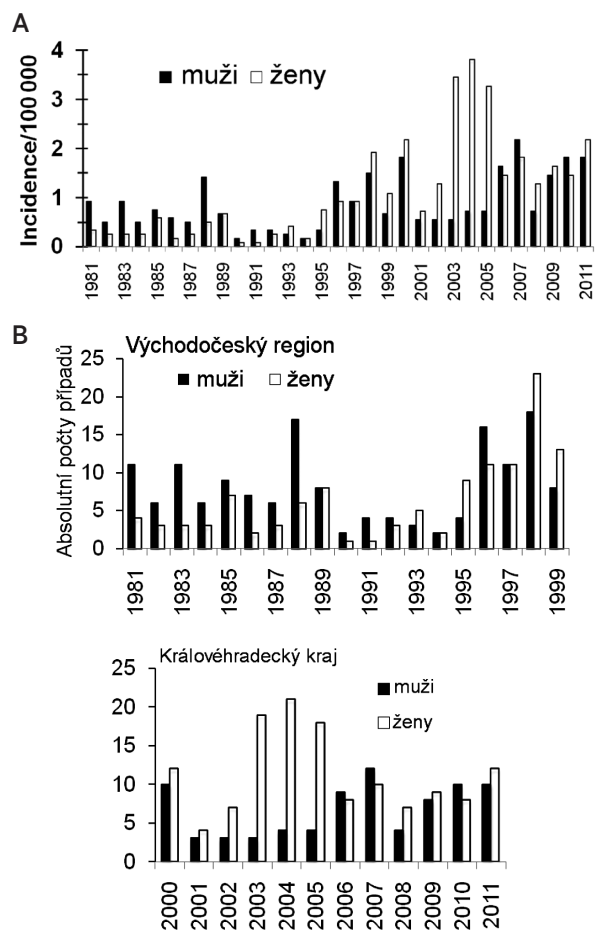 A
Incidence/100 000
4
3
2
1
0
muži ženy
1981 1983 1985 1987 1989 1991 1993 1995 1997 1999 2001 2003 2005 2007 2009 2011
B
Východočeský region
Absolutní počty případů
25
20
15
10
5
0
muži ženy
1981 1983 1985 1987 1989 1991 1993 1995 1997 1999
Královéhradecký kraj
25
20
15
10
5
0
muži
ženy
2000 2001 2002 2003 2004 2005 2006 2007 2008 2009 2010 2011